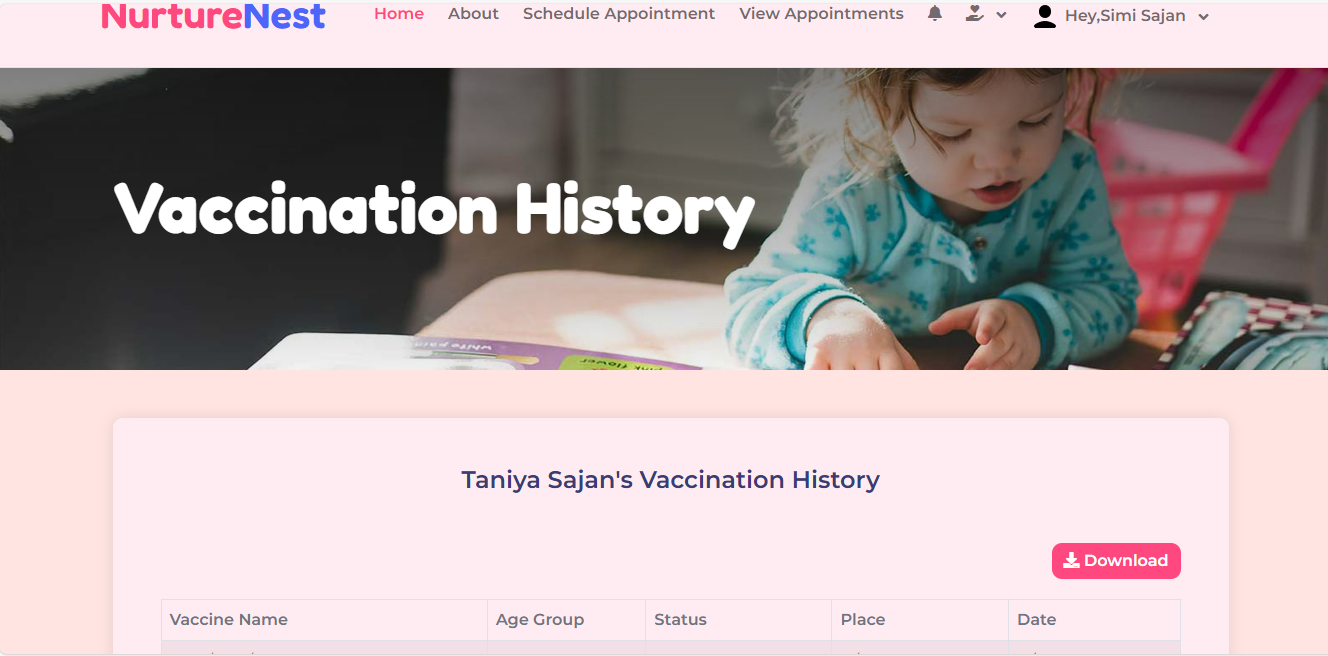 NurtureNest Home About Schedule Appointment View Appointments Hey,Simi Sajan
Vaccination History
white paid
pink flower
Taniya Sajan's Vaccination History
Download
Vaccine Name Age Group Status Place Date